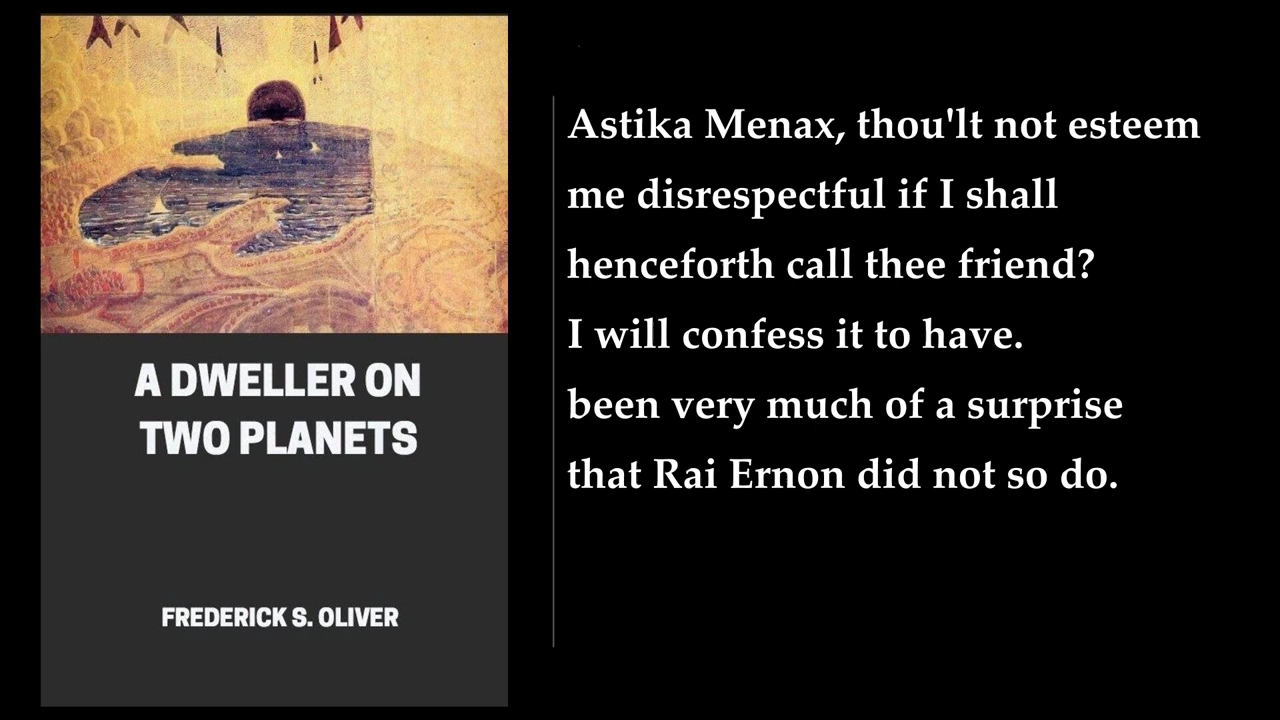 A DWELLER ON
TWO PLANETS
FREDERICK S. OLIVER
Astika Menax, thou'lt not esteem
me disrespectful if I shall
henceforth call thee friend?
I will confess it to have.
been very much of a surprise
that Rai Ernon did not so do.